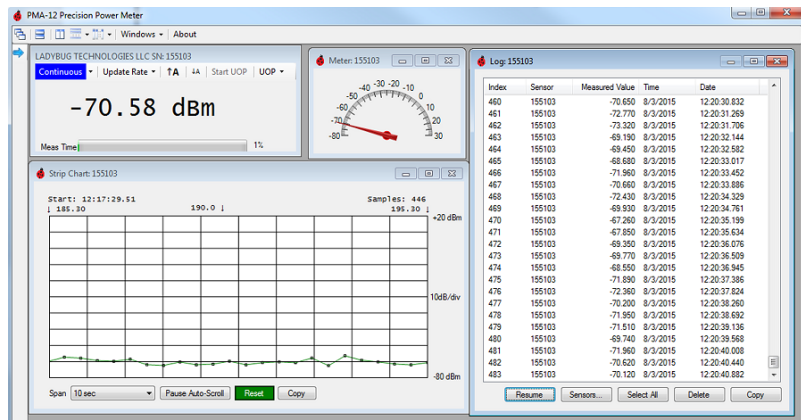 PMA-12 Precision Power Meter
Windows About
LADYBUG TECHNOLOGIES LLC SN: 155103
Continuous Update Rate ↑A ↓A Start UOP UOP
-70.58 dBm
Meas Time 1%
Meter: 155103
-80 -70 -60 -50 -40 -30 -20 -10 0 10 20 30
Strip Chart: 155103
Start: 12:17:29.51 Samples: 446
↓ 185.30 190.0 ↓ 195.30 ↓
+20 dBm
10dB/div
-80 dBm
Span 10 sec Pause Auto-Scroll Reset Copy
Log: 155103
Index Sensor Measured Value Time Date
460 155103 -70.650 8/3/2015 12:20:30.832
461 155103 -72.770 8/3/2015 12:20:31.269
462 155103 -73.320 8/3/2015 12:20:31.706
463 155103 -69.190 8/3/2015 12:20:32.144
464 155103 -69.450 8/3/2015 12:20:32.582
465 155103 -68.680 8/3/2015 12:20:33.017
466 155103 -71.960 8/3/2015 12:20:33.452
467 155103 -70.660 8/3/2015 12:20:33.886
468 155103 -72.430 8/3/2015 12:20:34.329
469 155103 -69.930 8/3/2015 12:20:34.761
470 155103 -67.260 8/3/2015 12:20:35.199
471 155103 -67.850 8/3/2015 12:20:35.634
472 155103 -69.350 8/3/2015 12:20:36.076
473 155103 -69.770 8/3/2015 12:20:36.509
474 155103 -68.550 8/3/2015 12:20:36.945
475 155103 -71.890 8/3/2015 12:20:37.386
476 155103 -72.360 8/3/2015 12:20:37.824
477 155103 -70.200 8/3/2015 12:20:38.260
478 155103 -71.950 8/3/2015 12:20:38.692
479 155103 -71.510 8/3/2015 12:20:39.136
480 155103 -69.740 8/3/2015 12:20:39.568
481 155103 -71.960 8/3/2015 12:20:40.008
482 155103 -70.620 8/3/2015 12:20:40.440
483 155103 -70.120 8/3/2015 12:20:40.882
Resume Sensors... Select All Delete Copy